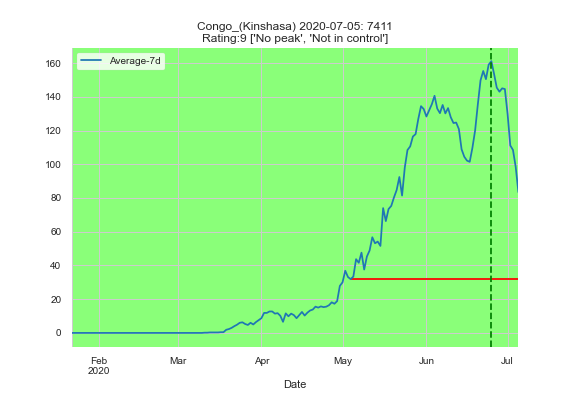 Congo_(Kinshasa) 2020-07-05: 7411
Rating:9 ['No peak', 'Not in control']
Average-7d
160
140
120
100
80
60
40
20
0
Feb
2020
Mar
Apr
May
Jun
Jul
Date